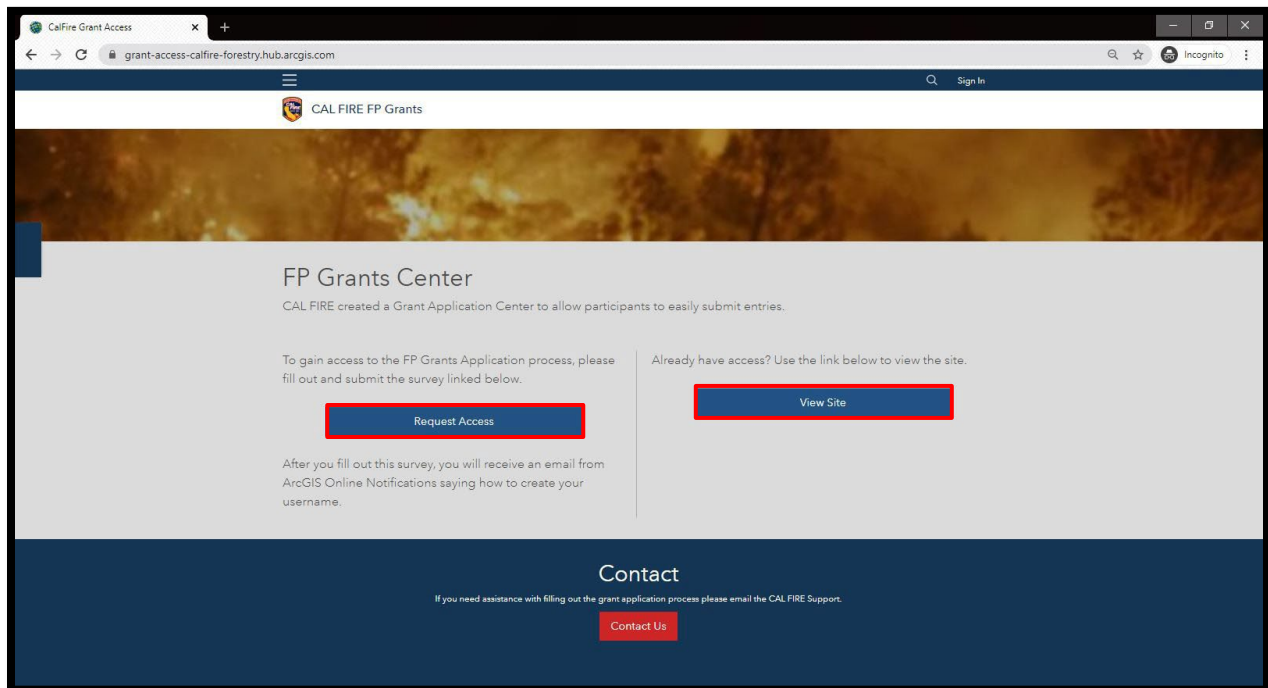 CalFire Grant Access
grant-access-calfire-forestry.hub.arcgis.com
Incognito
Sign In
CAL FIRE FP Grants
FP Grants Center
CAL FIRE created a Grant Application Center to allow participants to easily submit entries.
To gain access to the FP Grants Application process, please
fill out and submit the survey linked below.
Request Access
After you fill out this survey, you will receive an email from
ArcGIS Online Notifications saying how to create your
username.
Already have access? Use the link below to view the site.
View Site
Contact
If you need assistance with filling out the grant application process please email the CAL FIRE Support.
Contact Us